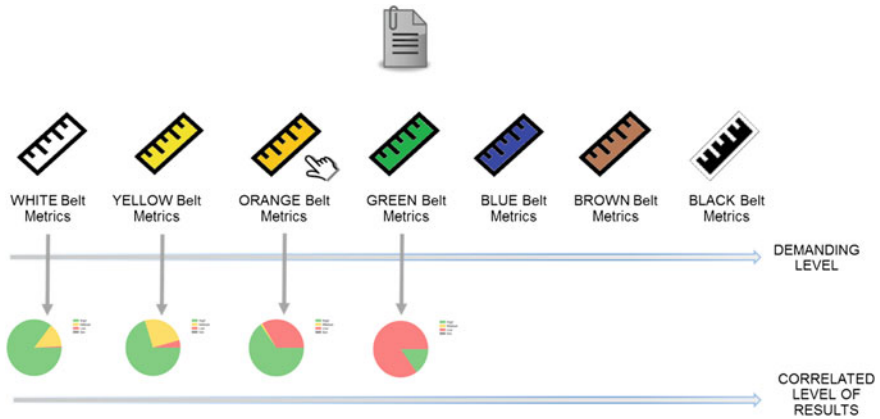 WHITE Belt
Metrics
YELLOW Belt
Metrics
ORANGE Belt
Metrics
GREEN Belt
Metrics
BLUE Belt
Metrics
BROWN Belt
Metrics
BLACK Belt
Metrics
DEMANDING
LEVEL
CORRELATED
LEVEL OF
RESULTS